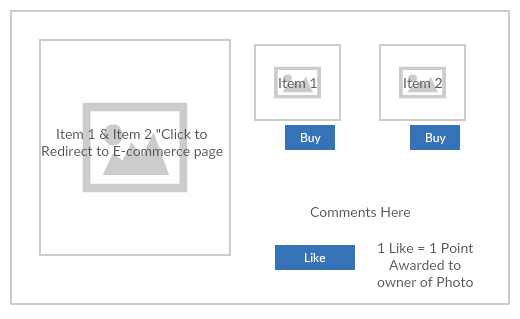 Item 1 & Item 2 "Click to
Redirect to E-commerce page
Item 1
Item 2
Buy
Buy
Comments Here
Like
1 Like = 1 Point
Awarded to
owner of Photo